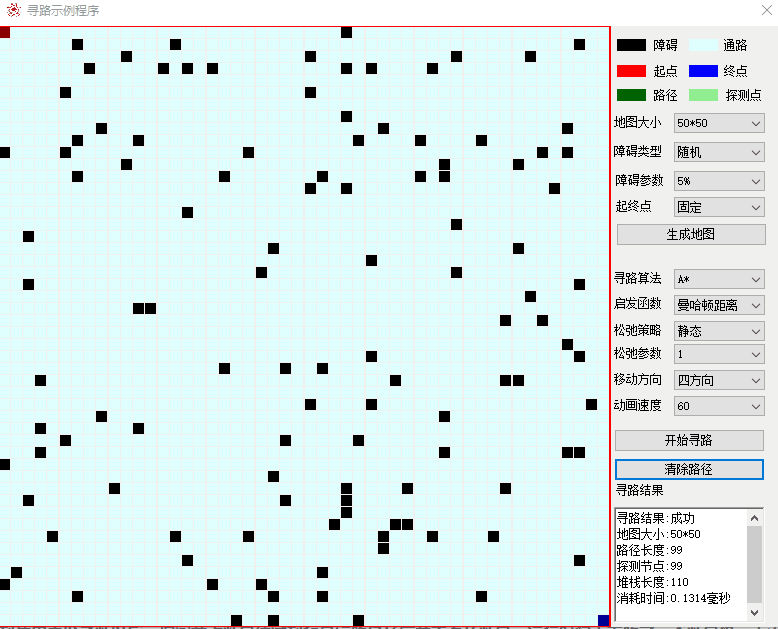 寻路示例程序
障碍 通路
起点 终点
路径 探测点
地图大小 50*50
障碍类型 随机
障碍参数 5%
起终点 固定
生成地图
寻路算法 A*
启发函数 曼哈顿距离
松弛策略 静态
松弛参数 1
移动方向 四方向
动画速度 60
开始寻路
清除路径
寻路结果
寻路结果:成功
地图大小:50*50
路径长度:99
探测节点:99
堆栈长度:110
消耗时间:0.1314毫秒